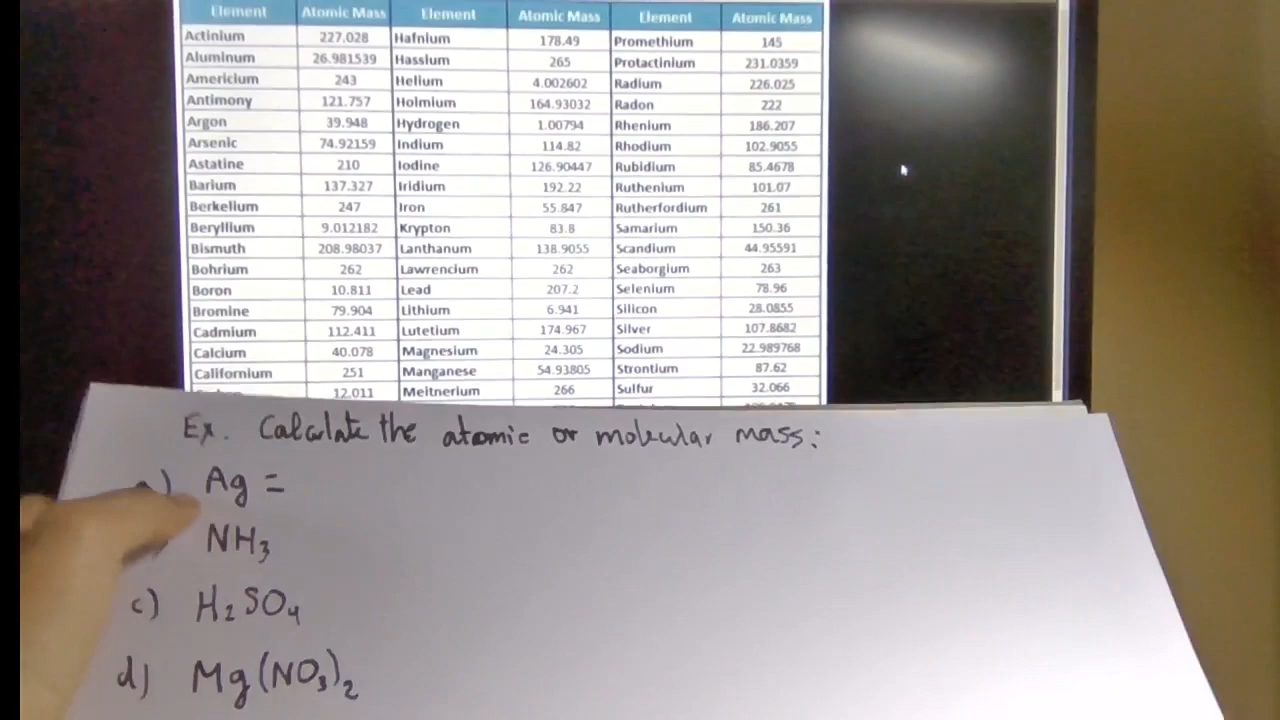 Element Atomic Mass Element Atomic Mass Element Atomic Mass
Actinium 227.028 Hafnium 178.49 Promethium 145
Aluminum 26.981539 Hassium 265 Protactinium 231.0359
Americium 243 Helium 4.002602 Radium 226.025
Antimony 121.757 Holmium 164.93032 Radon 222
Argon 39.948 Hydrogen 1.00794 Rhenium 186.207
Arsenic 74.92159 Indium 114.82 Rhodium 102.9055
Astatine 210 Iodine 126.90447 Rubidium 85.4678
Barium 137.327 Iridium 192.22 Ruthenium 101.07
Berkelium 247 Iron 55.847 Rutherfordium 261
Beryllium 9.012182 Krypton 83.8 Samarium 150.36
Bismuth 208.98037 Lanthanum 138.9055 Scandium 44.95591
Bohrium 262 Lawrencium 262 Seaborgium 263
Boron 10.811 Lead 207.2 Selenium 78.96
Bromine 79.904 Lithium 6.941 Silicon 28.0855
Cadmium 112.411 Lutetium 174.967 Silver 107.8682
Calcium 40.078 Magnesium 24.305 Sodium 22.989768
Californium 251 Manganese 54.93805 Strontium 87.62
12.011 Meitnerium 266 Sulfur 32.066
Ex. Calculate the atomic or molecular mass:
Ag =
NH₃
c) H₂SO₄
d) Mg(NO₃)₂